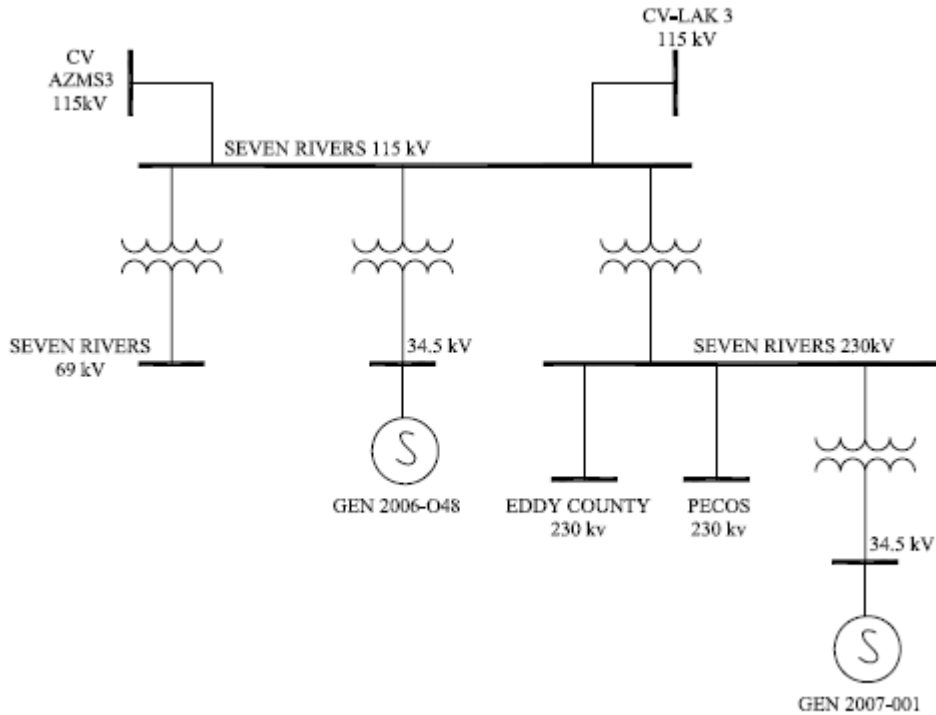 CV-LAK 3
115 kV
CV
AZMS3
115kV
SEVEN RIVERS 115 kV
SEVEN RIVERS
69 kV
34.5 kV
SEVEN RIVERS 230kV
GEN 2006-O48
EDDY COUNTY
230 kv
PECOS
230 kv
34.5 kV
GEN 2007-001